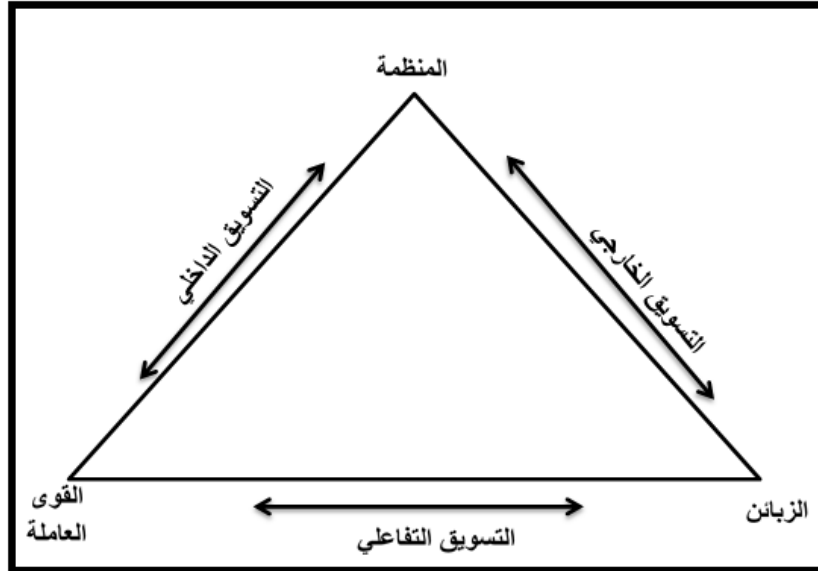 المنظمة
التسويق الداخلي
التسويق الخارجي
الزبائن
القوى
العاملة
التسويق التفاعلي